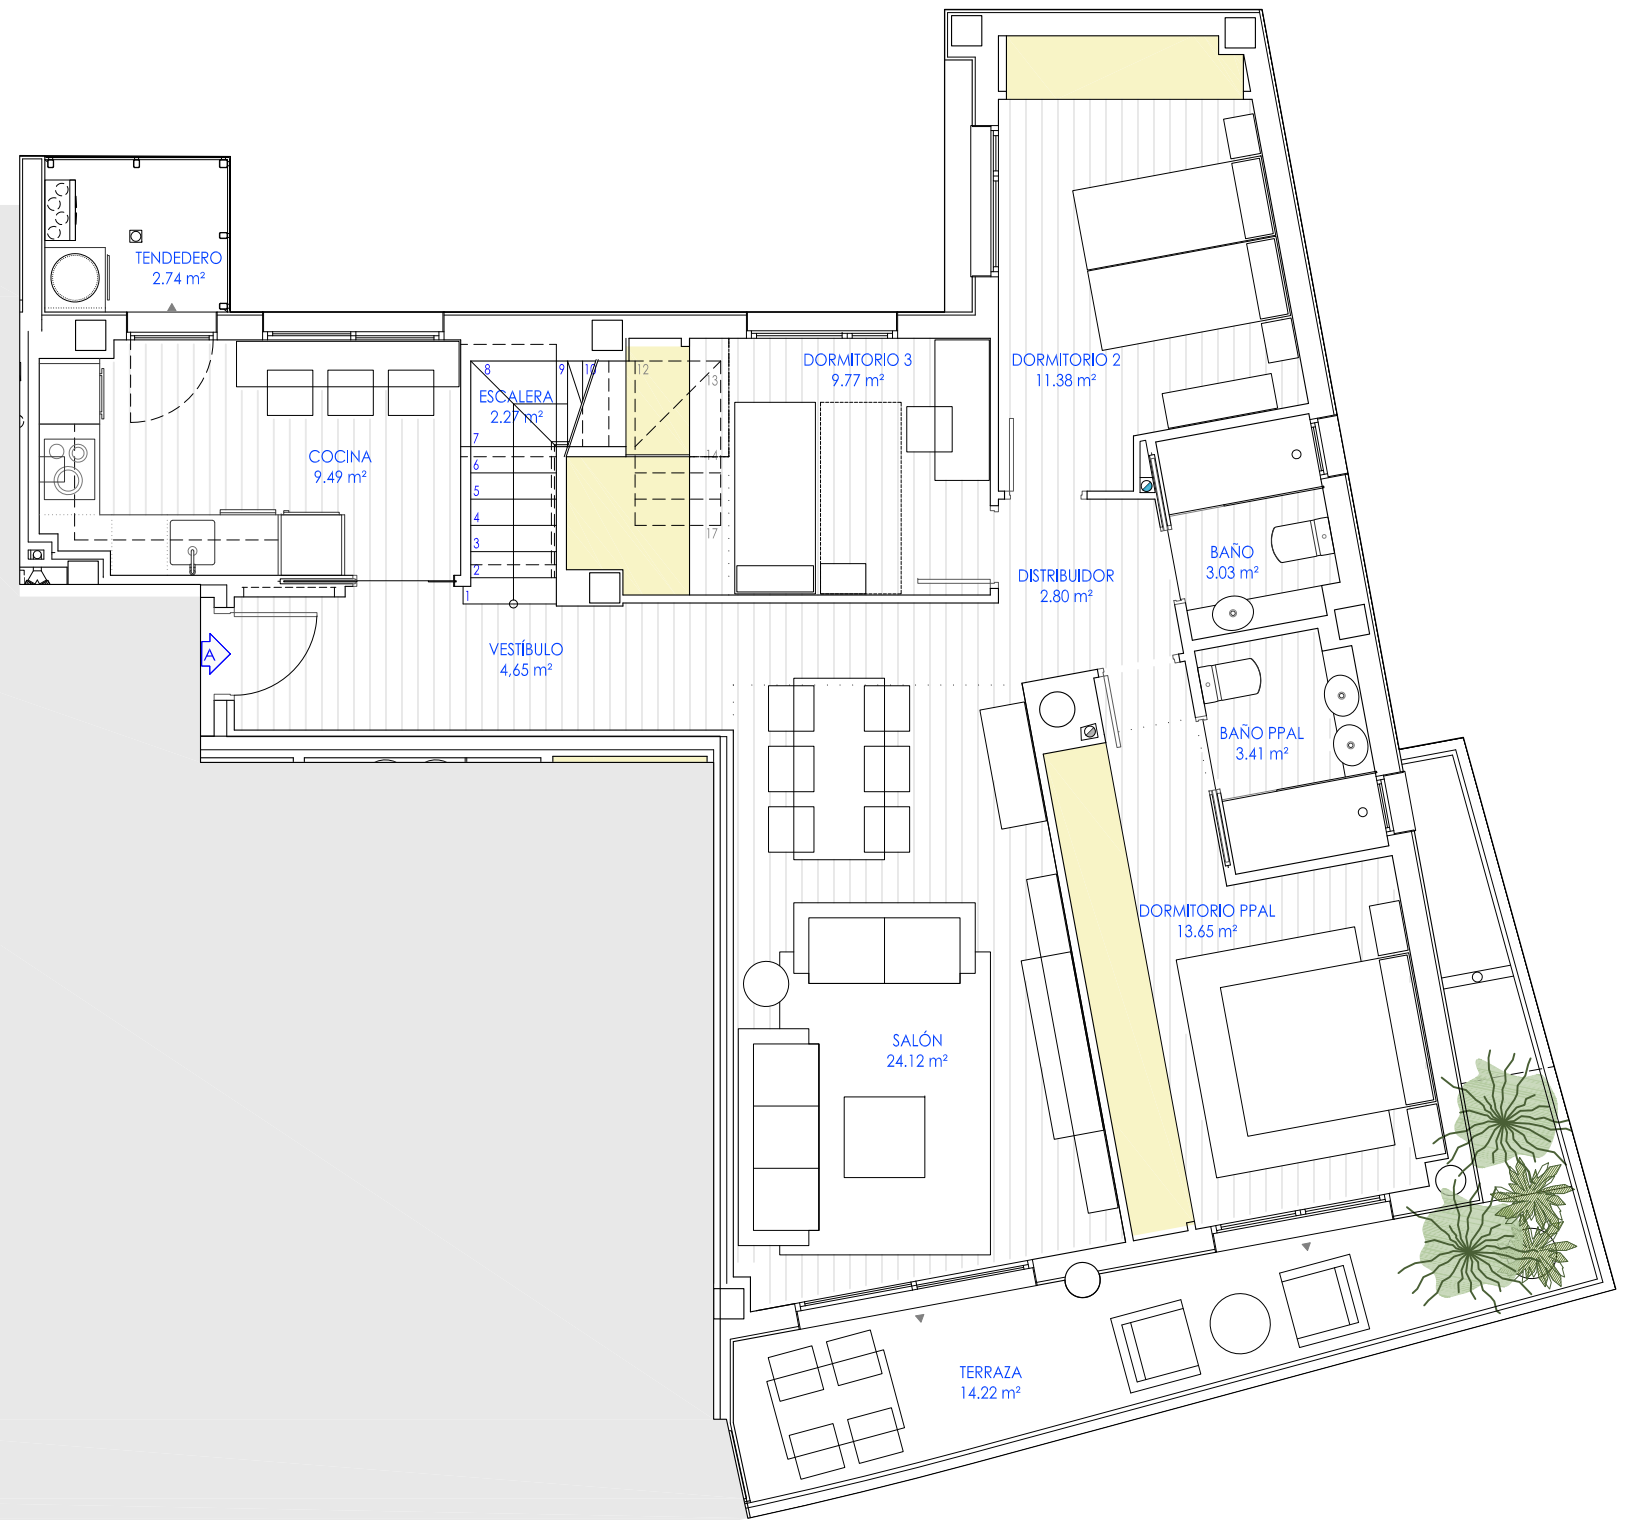 TENDEDERO
2.74 m²
DORMITORIO 3
9.77 m²
DORMITORIO 2
11.38 m²
ESCALERA
2.27 m²
8
9
10
12
13
7
14
6
5
4
17
3
2
1
COCINA
9.49 m²
BAÑO
3.03 m²
DISTRIBUIDOR
2.80 m²
VESTÍBULO
4,65 m²
A
BAÑO PPAL
3.41 m²
DORMITORIO PPAL
13.65 m²
SALÓN
24.12 m²
TERRAZA
14.22 m²